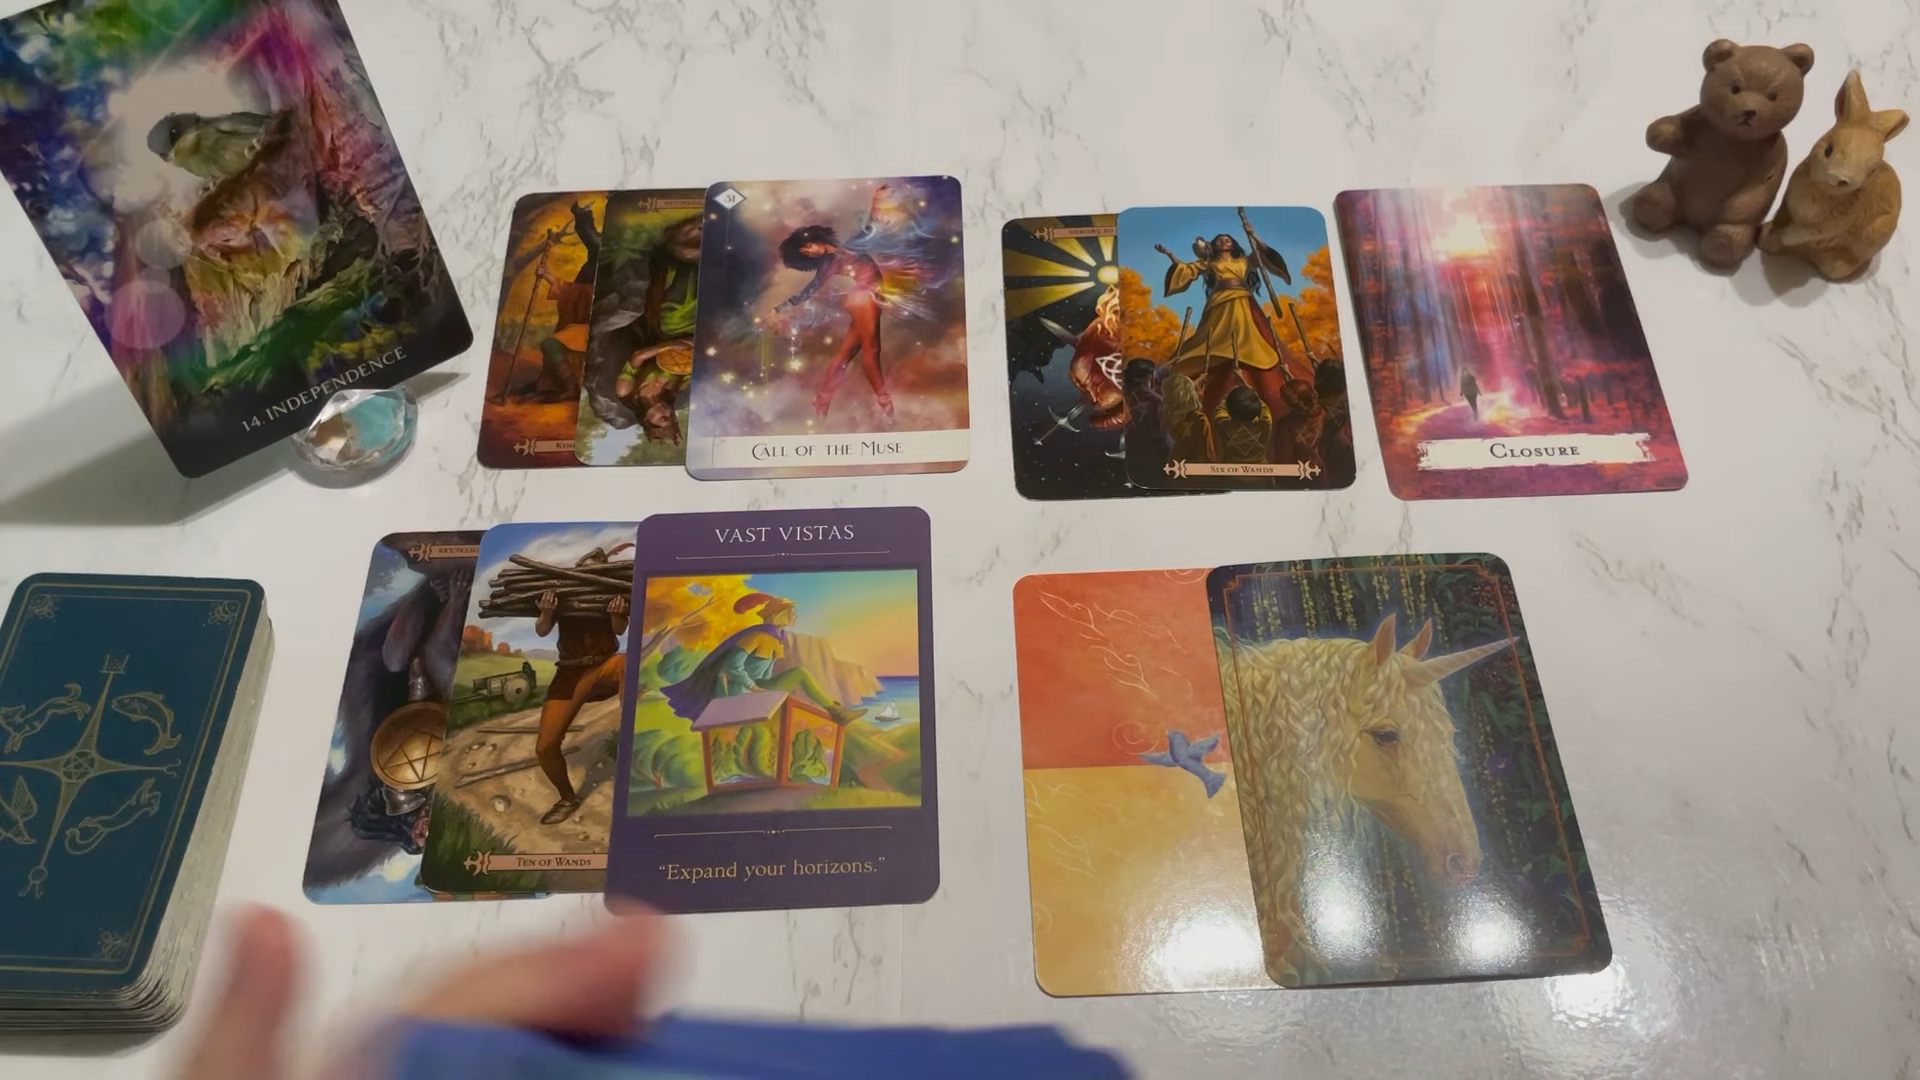 14. INDEPENDENCE
31
CALL OF THE MUSE
SIX OF WANDS
CLOSURE
VAST VISTAS
TEN OF WANDS
"Expand your horizons."